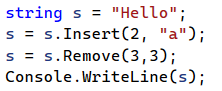 string s = "Hello";
s = s.Insert(2, "a");
s = s.Remove(3,3);
Console.WriteLine(s);